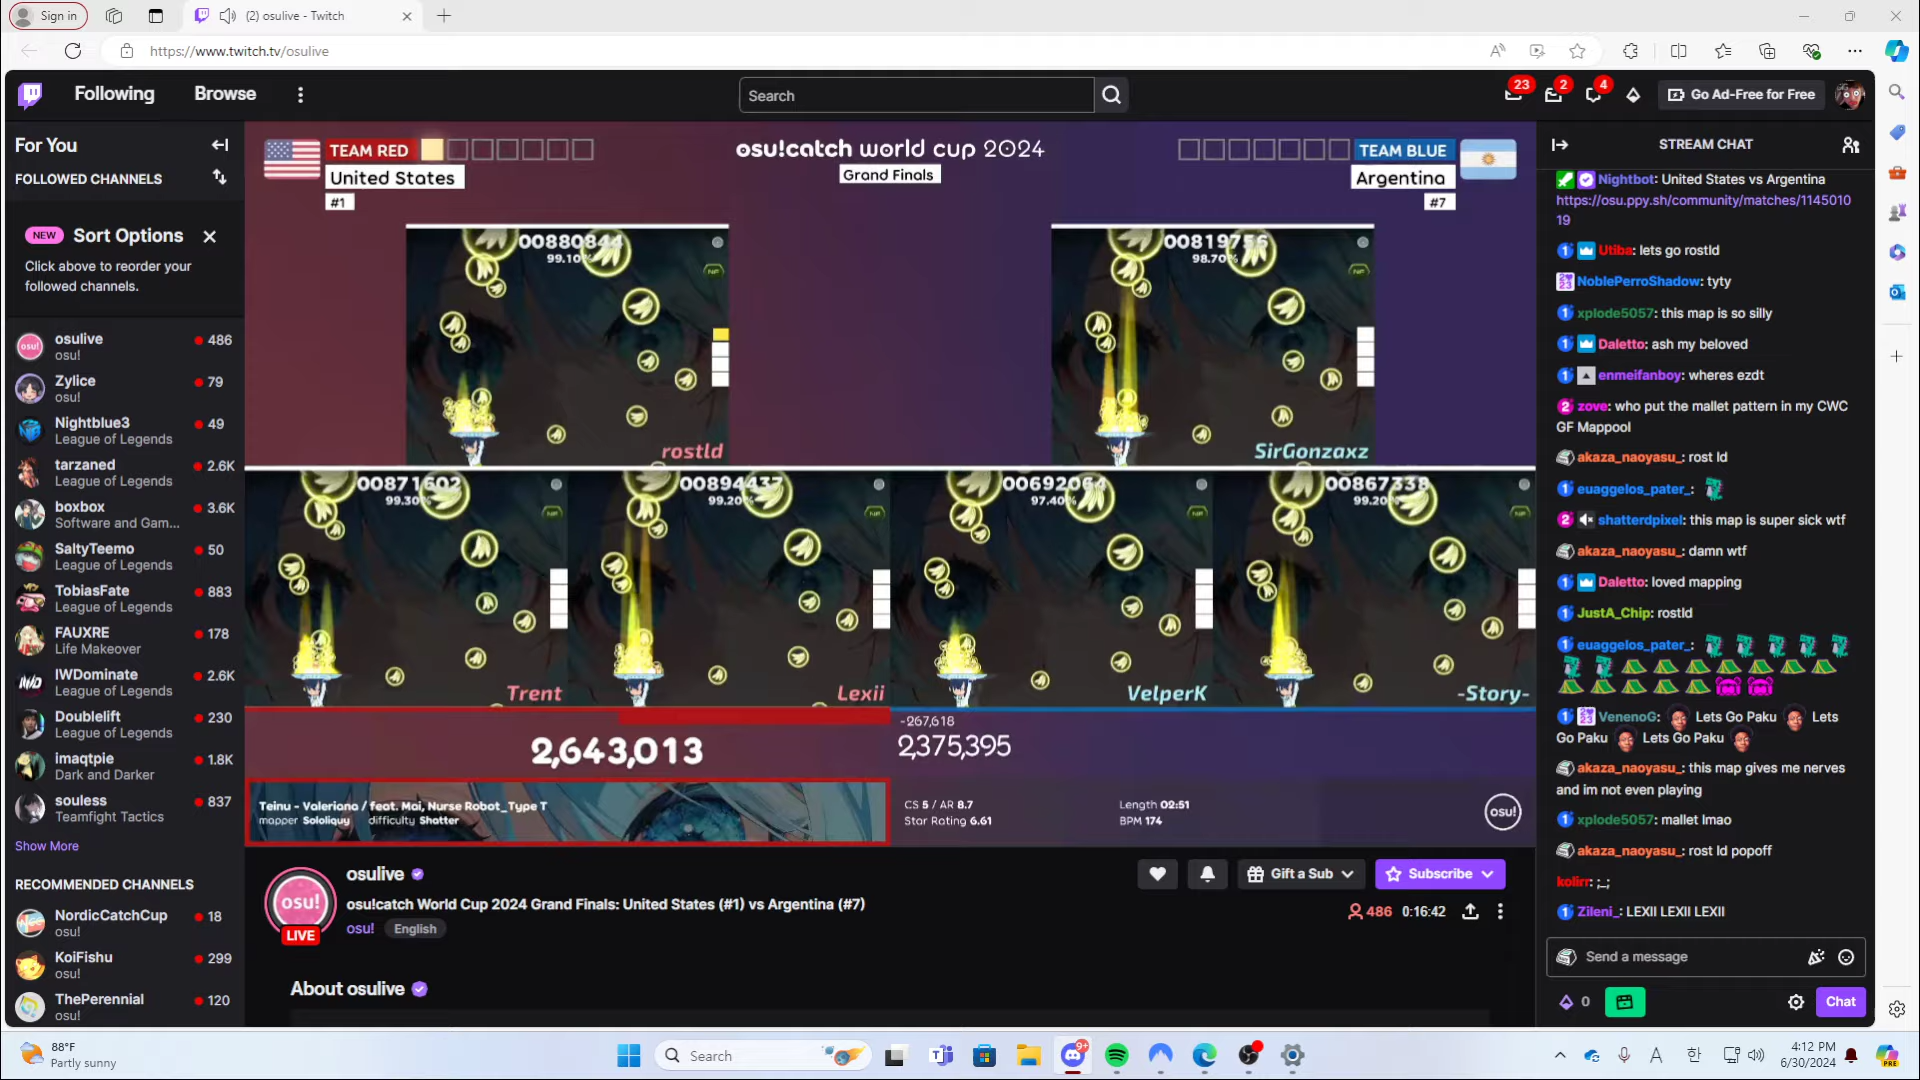 Sign in
(2) osulive - Twitch
https://www.twitch.tv/osulive
Following
Browse
Search
23
2
4
Go Ad-Free for Free
For You
FOLLOWED CHANNELS
NEW Sort Options
Click above to reorder your
followed channels.
osulive 486
osu!
Zylice 79
osu!
Nightblue3 49
League of Legends
tarzaned 2.6K
League of Legends
boxbox 3.6K
Software and Gam...
SaltyTeemo 50
League of Legends
TobiasFate 883
League of Legends
FAUXRE 178
Life Makeover
IWDominate 2.6K
League of Legends
Doublelift 230
League of Legends
imaqtpie 1.8K
Dark and Darker
souless 837
Teamfight Tactics
Show More
RECOMMENDED CHANNELS
NordicCatchCup 18
osu!
KoiFishu 299
osu!
ThePerennial 120
osu!
TEAM RED
United States
#1
osu!catch world cup 2024
Grand Finals
TEAM BLUE
Argentina
#7
00880844
99.10%
rostld
00819756
98.70%
SirGonzaxz
00871602
99.30%
Trent
00894437
99.20%
Lexii
00692064
97.40%
VelperK
00867338
99.20%
-Story-
2,643,013
-267,618
2,375,395
Teinu - Valeriana / feat. Mai, Nurse Robot_Type T
mapper Sololiquy difficulty Shatter
CS 5 / AR 8.7
Star Rating 6.61
Length 02:51
BPM 174
osu!
osu!
LIVE
osulive
osu!catch World Cup 2024 Grand Finals: United States (#1) vs Argentina (#7)
osu! English
Gift a Sub
Subscribe
486 0:16:42
About osulive
STREAM CHAT
Nightbot: United States vs Argentina
https://osu.ppy.sh/community/matches/1145010
19
Utiba: lets go rostld
NoblePerroShadow: tyty
xplode5057: this map is so silly
Daletto: ash my beloved
enmeifanboy: wheres ezdt
zove: who put the mallet pattern in my CWC
GF Mappool
akaza_naoyasu_: rost ld
euaggelos_pater_:
shatterdpixel: this map is super sick wtf
akaza_naoyasu_: damn wtf
Daletto: loved mapping
JustA_Chip: rostld
euaggelos_pater_:
VenenoG: Lets Go Paku Lets
Go Paku Lets Go Paku
akaza_naoyasu_: this map gives me nerves
and im not even playing
xplode5057: mallet lmao
akaza_naoyasu_: rost ld popoff
kolirr: ;_;
Zileni_: LEXII LEXII LEXII
Send a message
0
Chat
88°F
Partly sunny
Search
9+
4:12 PM
6/30/2024